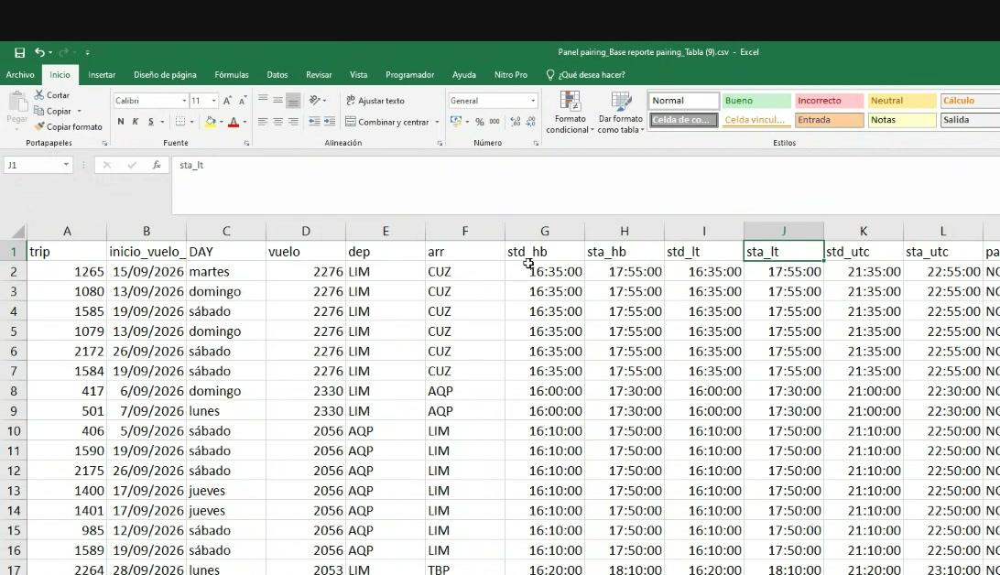 Panel pairing_Base reporte pairing_Tabla (9).csv - Excel
Archivo Inicio Insertar Diseño de página Fórmulas Datos Revisar Vista Programador Ayuda Nitro Pro ¿Qué desea hacer?
Pegar
Cortar
Copiar
Copiar formato
Portapapeles
Calibri 11
N K S
Fuente
Ajustar texto
Combinar y centrar
Alineación
General
% 000
Número
Formato condicional
Dar formato como tabla
Normal Bueno Incorrecto Neutral Cálculo
Celda de co... Celda vincul... Entrada Notas Salida
Estilos
J1 fx sta_lt
A B C D E F G H I J K L
1 trip inicio_vuelo_ DAY vuelo dep arr std_hb sta_hb std_lt sta_lt std_utc sta_utc pa
2 1265 15/09/2026 martes 2276 LIM CUZ 16:35:00 17:55:00 16:35:00 17:55:00 21:35:00 22:55:00 NO
3 1080 13/09/2026 domingo 2276 LIM CUZ 16:35:00 17:55:00 16:35:00 17:55:00 21:35:00 22:55:00 NO
4 1585 19/09/2026 sábado 2276 LIM CUZ 16:35:00 17:55:00 16:35:00 17:55:00 21:35:00 22:55:00 NO
5 1079 13/09/2026 domingo 2276 LIM CUZ 16:35:00 17:55:00 16:35:00 17:55:00 21:35:00 22:55:00 NO
6 2172 26/09/2026 sábado 2276 LIM CUZ 16:35:00 17:55:00 16:35:00 17:55:00 21:35:00 22:55:00 NO
7 1584 19/09/2026 sábado 2276 LIM CUZ 16:35:00 17:55:00 16:35:00 17:55:00 21:35:00 22:55:00 NO
8 417 6/09/2026 domingo 2330 LIM AQP 16:00:00 17:30:00 16:00:00 17:30:00 21:00:00 22:30:00 NO
9 501 7/09/2026 lunes 2330 LIM AQP 16:00:00 17:30:00 16:00:00 17:30:00 21:00:00 22:30:00 NO
10 406 5/09/2026 sábado 2056 AQP LIM 16:10:00 17:50:00 16:10:00 17:50:00 21:10:00 22:50:00 NO
11 1590 19/09/2026 sábado 2056 AQP LIM 16:10:00 17:50:00 16:10:00 17:50:00 21:10:00 22:50:00 NO
12 2175 26/09/2026 sábado 2056 AQP LIM 16:10:00 17:50:00 16:10:00 17:50:00 21:10:00 22:50:00 NO
13 1400 17/09/2026 jueves 2056 AQP LIM 16:10:00 17:50:00 16:10:00 17:50:00 21:10:00 22:50:00 NO
14 1401 17/09/2026 jueves 2056 AQP LIM 16:10:00 17:50:00 16:10:00 17:50:00 21:10:00 22:50:00 NO
15 985 12/09/2026 sábado 2056 AQP LIM 16:10:00 17:50:00 16:10:00 17:50:00 21:10:00 22:50:00 NO
16 1589 19/09/2026 sábado 2056 AQP LIM 16:10:00 17:50:00 16:10:00 17:50:00 21:10:00 22:50:00 NO
17 2264 28/09/2026 lunes 2053 LIM TBP 16:20:00 18:10:00 16:20:00 18:10:00 21:20:00 23:10:00 NO